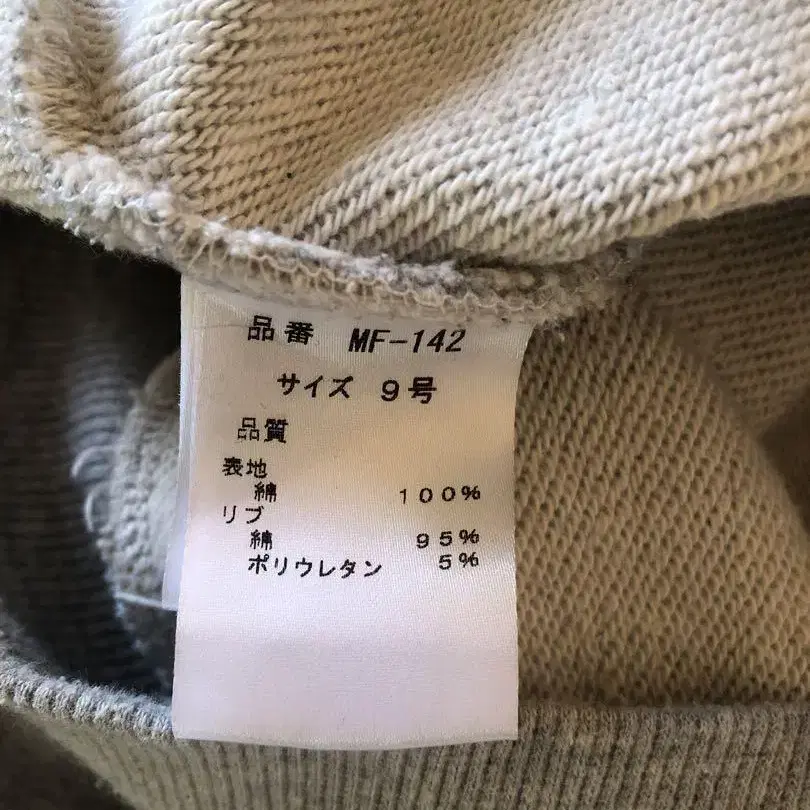 品番 MF-142
サイズ 9号
品質
表地
綿 100%
リブ
綿 95%
ポリウレタン 5%